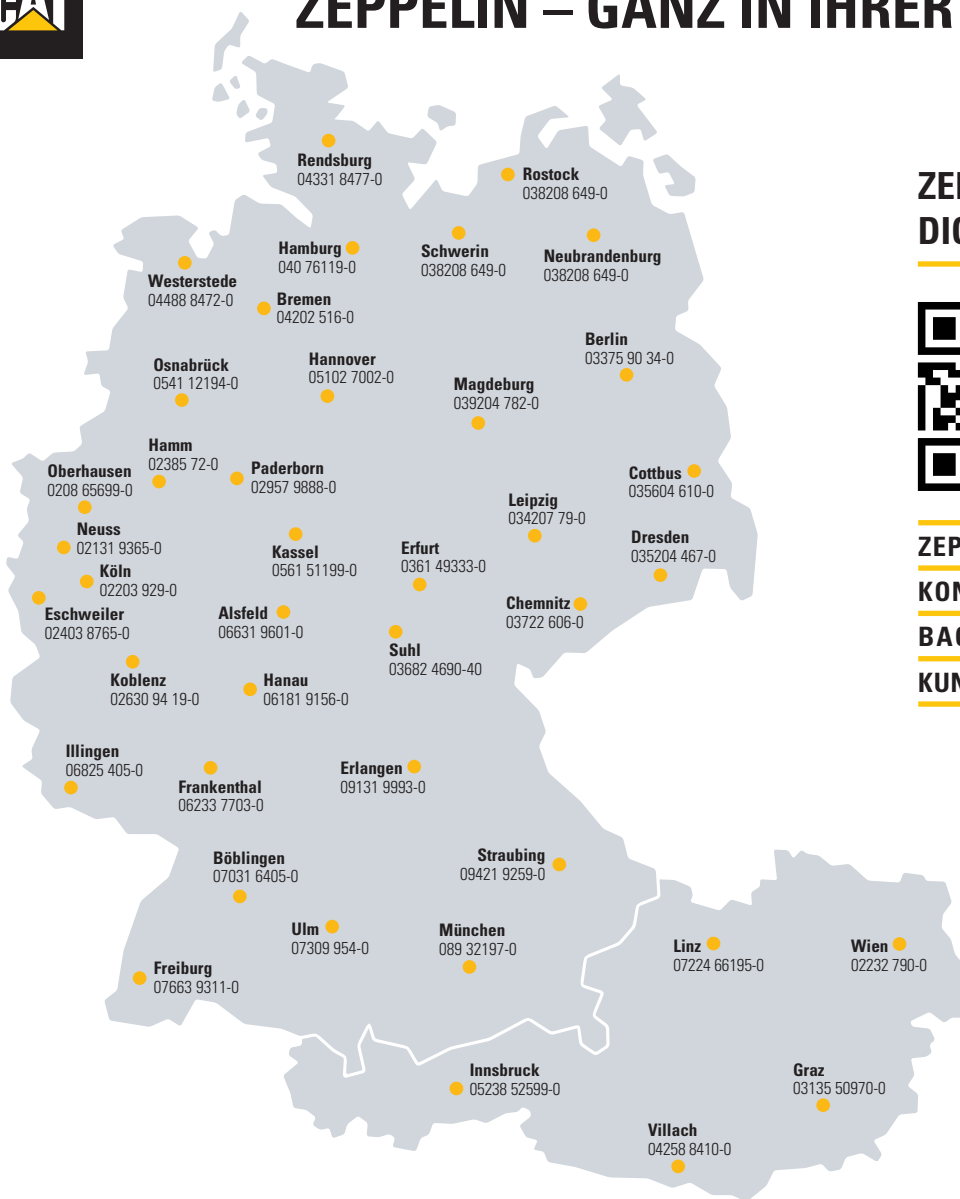 ZEPPELIN – GANZ IN IHRER
Rendsburg
04331 8477-0
Rostock
038208 649-0
Hamburg
040 76119-0
Schwerin
038208 649-0
Neubrandenburg
038208 649-0
Westerstede
04488 8472-0
Bremen
04202 516-0
Berlin
03375 90 34-0
Osnabrück
0541 12194-0
Hannover
05102 7002-0
Magdeburg
039204 782-0
Hamm
02385 72-0
Oberhausen
0208 65699-0
Paderborn
02957 9888-0
Cottbus
035604 610-0
Leipzig
034207 79-0
Neuss
02131 9365-0
Kassel
0561 51199-0
Erfurt
0361 49333-0
Dresden
035204 467-0
Köln
02203 929-0
Eschweiler
02403 8765-0
Alsfeld
06631 9601-0
Chemnitz
03722 606-0
Suhl
03682 4690-40
Koblenz
02630 94 19-0
Hanau
06181 9156-0
Illingen
06825 405-0
Frankenthal
06233 7703-0
Erlangen
09131 9993-0
Böblingen
07031 6405-0
Straubing
09421 9259-0
Ulm
07309 954-0
München
089 32197-0
Freiburg
07663 9311-0
Linz
07224 66195-0
Wien
02232 790-0
Innsbruck
05238 52599-0
Graz
03135 50970-0
Villach
04258 8410-0
ZEP
KON
BAG
KUN